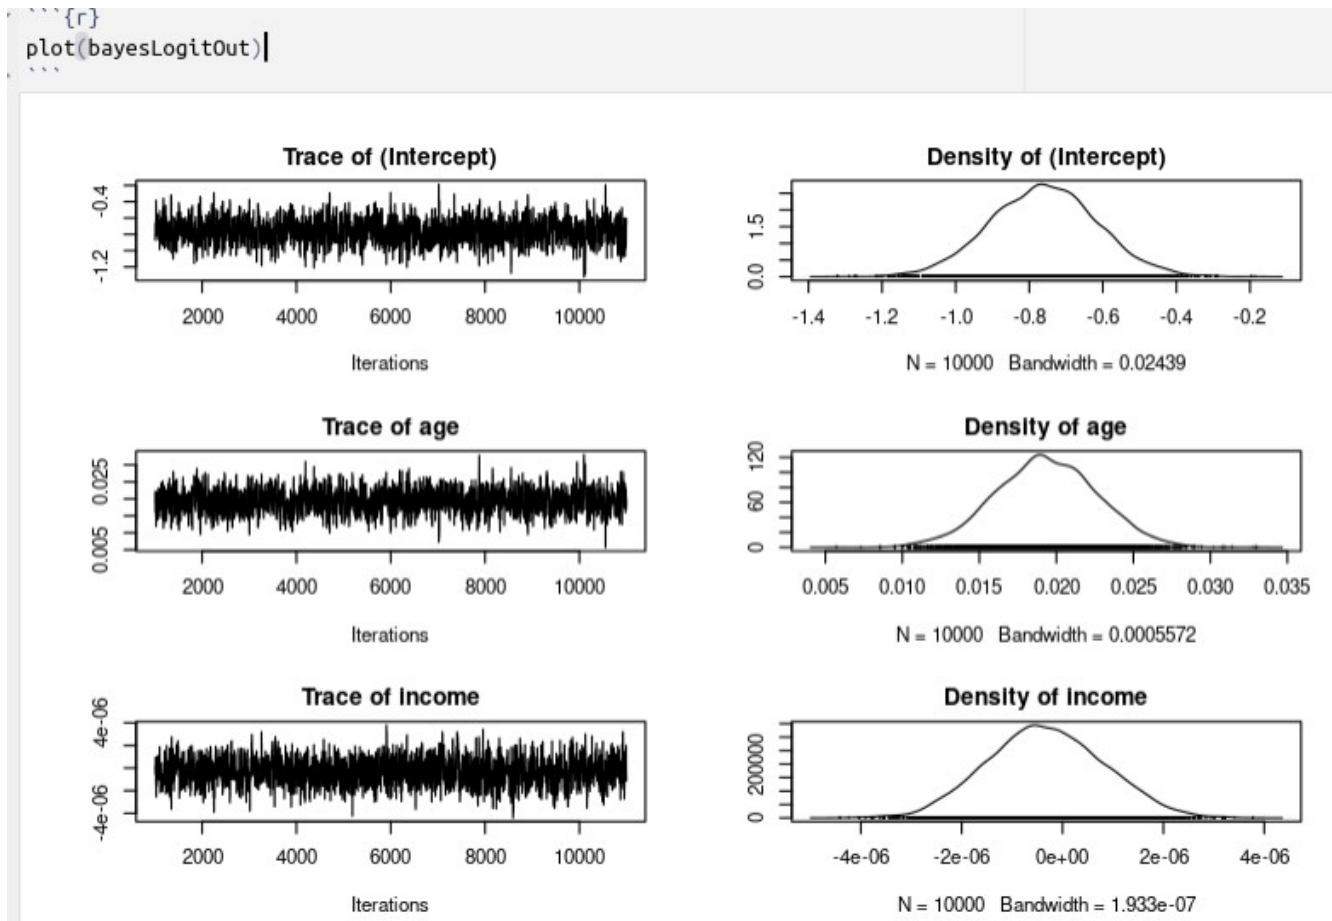 ```{r}
plot(bayesLogitOut)
```
Trace of (Intercept)
-0.4
-1.2
2000 4000 6000 8000 10000
Iterations
Density of (Intercept)
1.5
0.0
-1.4 -1.2 -1.0 -0.8 -0.6 -0.4 -0.2
N = 10000 Bandwidth = 0.02439
Trace of age
0.025
0.005
2000 4000 6000 8000 10000
Iterations
Density of age
120
60
0
0.005 0.010 0.015 0.020 0.025 0.030 0.035
N = 10000 Bandwidth = 0.0005572
Trace of income
4e-06
-4e-06
2000 4000 6000 8000 10000
Iterations
Density of income
200000
0
-4e-06 -2e-06 0e+00 2e-06 4e-06
N = 10000 Bandwidth = 1.933e-07